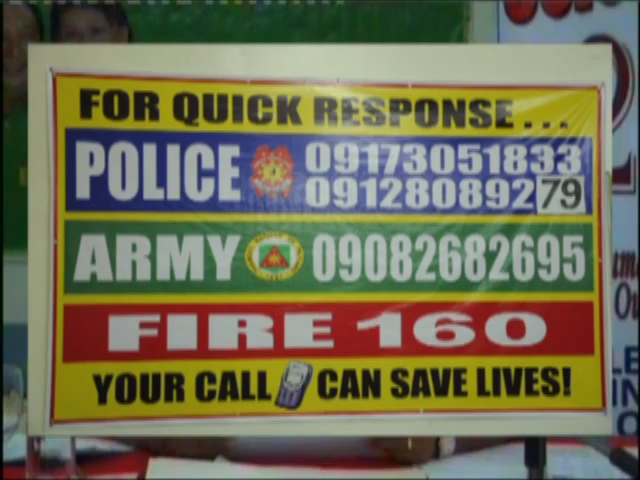 FOR QUICK RESPONSE...
POLICE 09173051833
09128089279
ARMY 09082682695
FIRE 160
YOUR CALL CAN SAVE LIVES!